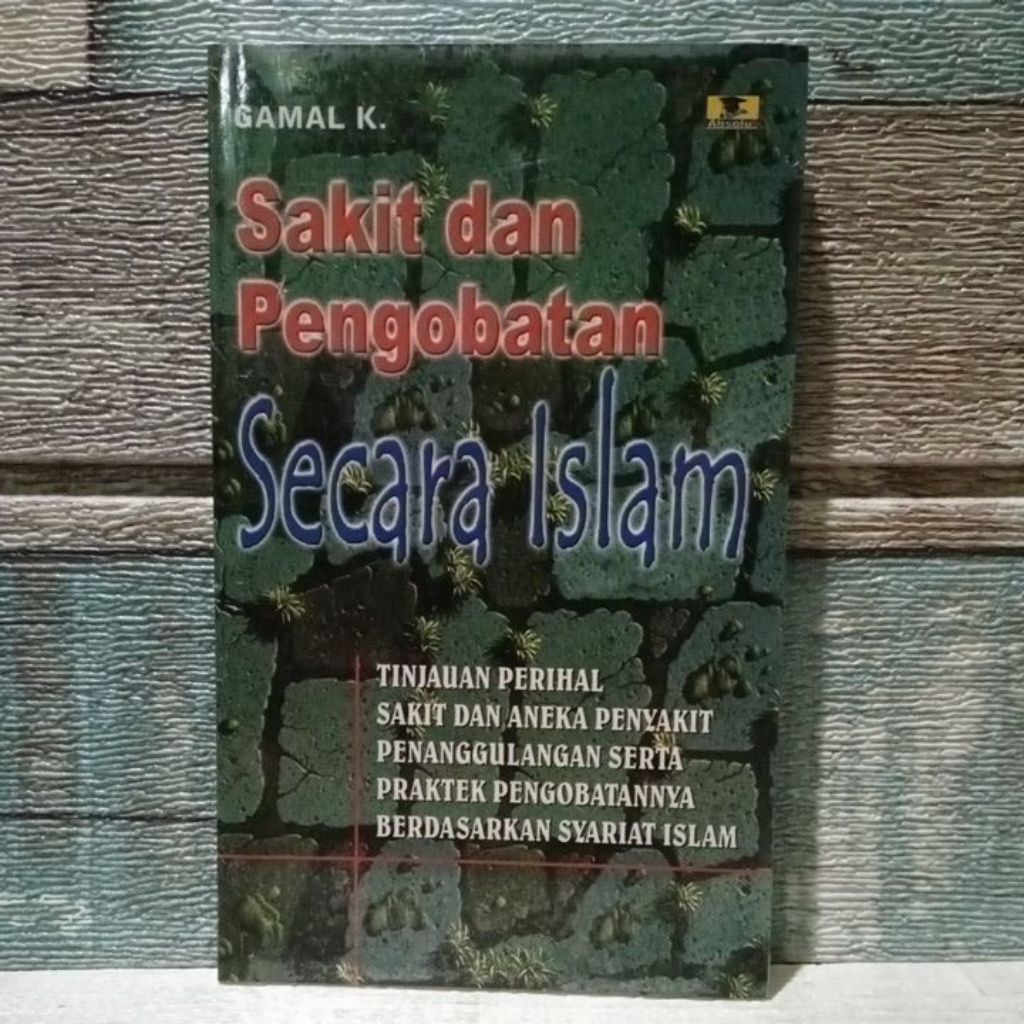 GAMAL K.
Absolut
Sakit dan
Pengobatan
Secara Islam
TINJAUAN PERIHAL
SAKIT DAN ANEKA PENYAKIT
PENANGGULANGAN SERTA
PRAKTEK PENGOBATANNYA
BERDASARKAN SYARIAT ISLAM